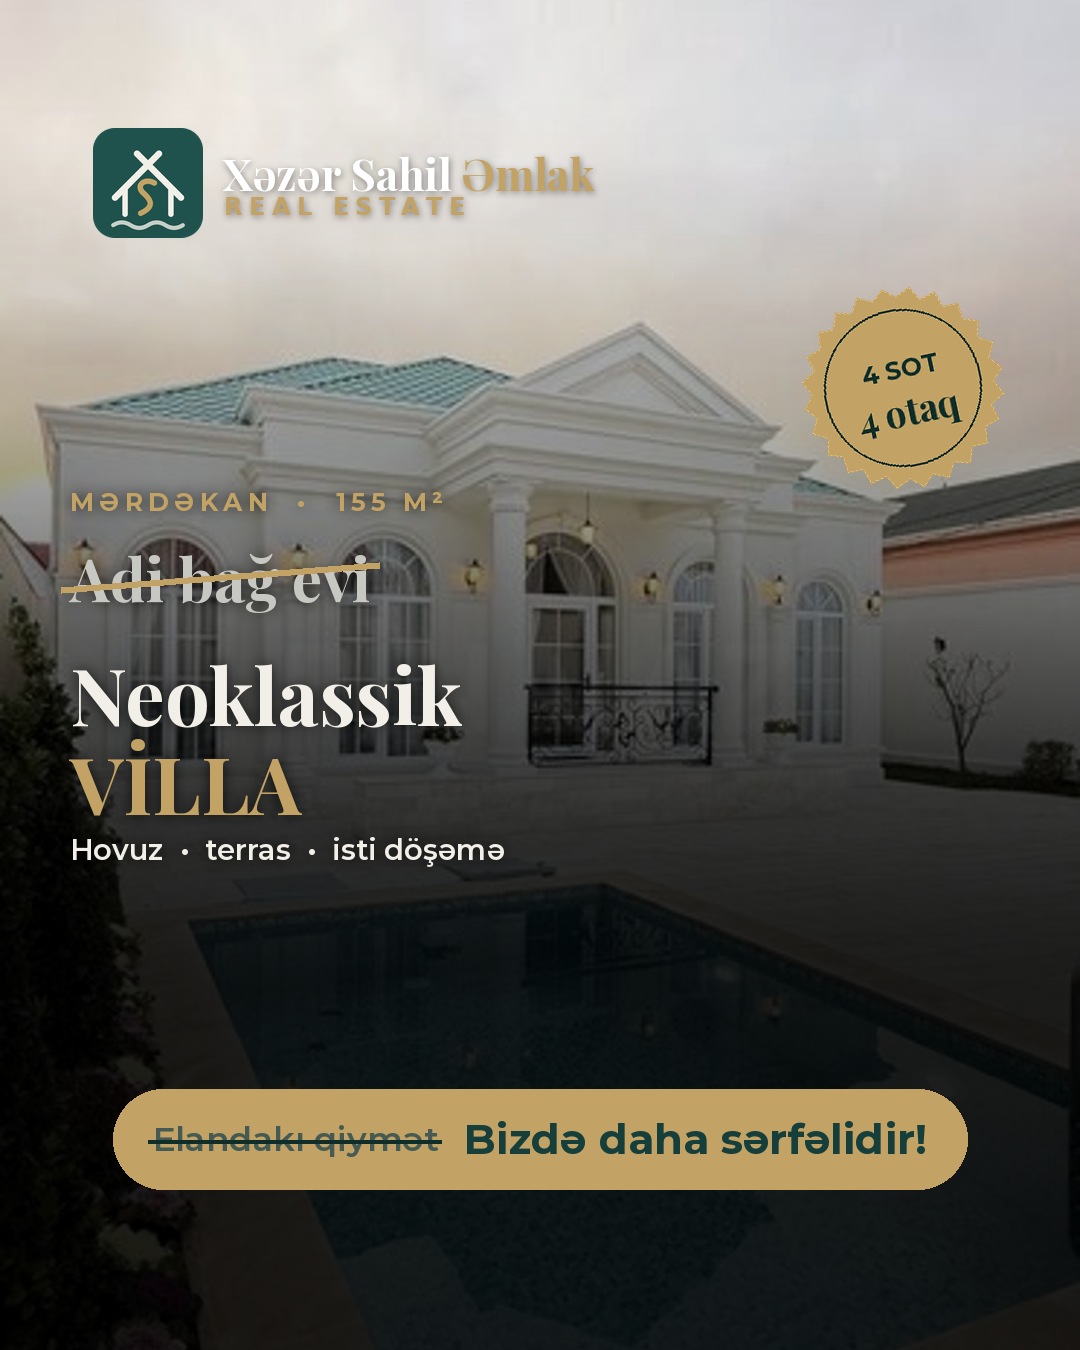 Xəzər Sahil Əmlak
REAL ESTATE
4 SOT
4 otaq
MƏRDƏKAN • 155 M²
Adi bağ evi
Neoklassik
VİLLA
Hovuz • terras • isti döşəmə
Elandakı qiymət Bizdə daha sərfəlidir!